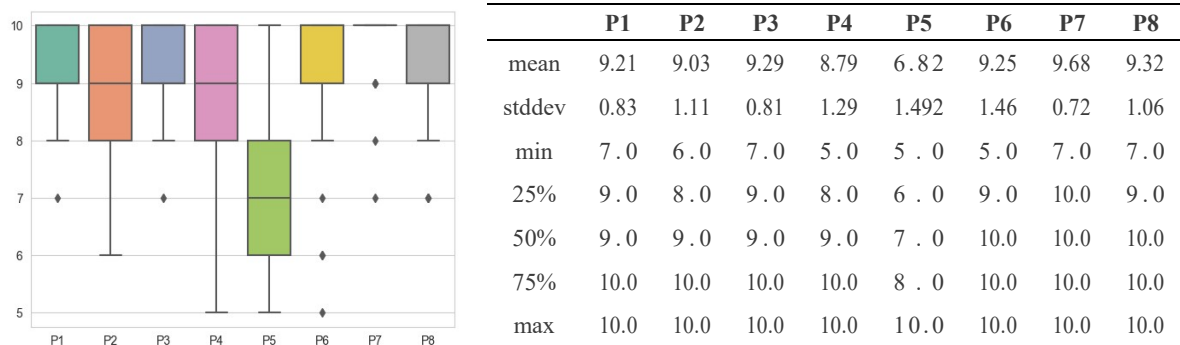 10
9
8
7
6
5
P1 P2 P3 P4 P5 P6 P7 P8
P1 P2 P3 P4 P5 P6 P7 P8
mean 9.21 9.03 9.29 8.79 6.82 9.25 9.68 9.32
stddev 0.83 1.11 0.81 1.29 1.492 1.46 0.72 1.06
min 7.0 6.0 7.0 5.0 5.0 5.0 7.0 7.0
25% 9.0 8.0 9.0 8.0 6.0 9.0 10.0 9.0
50% 9.0 9.0 9.0 9.0 7.0 10.0 10.0 10.0
75% 10.0 10.0 10.0 10.0 8.0 10.0 10.0 10.0
max 10.0 10.0 10.0 10.0 10.0 10.0 10.0 10.0